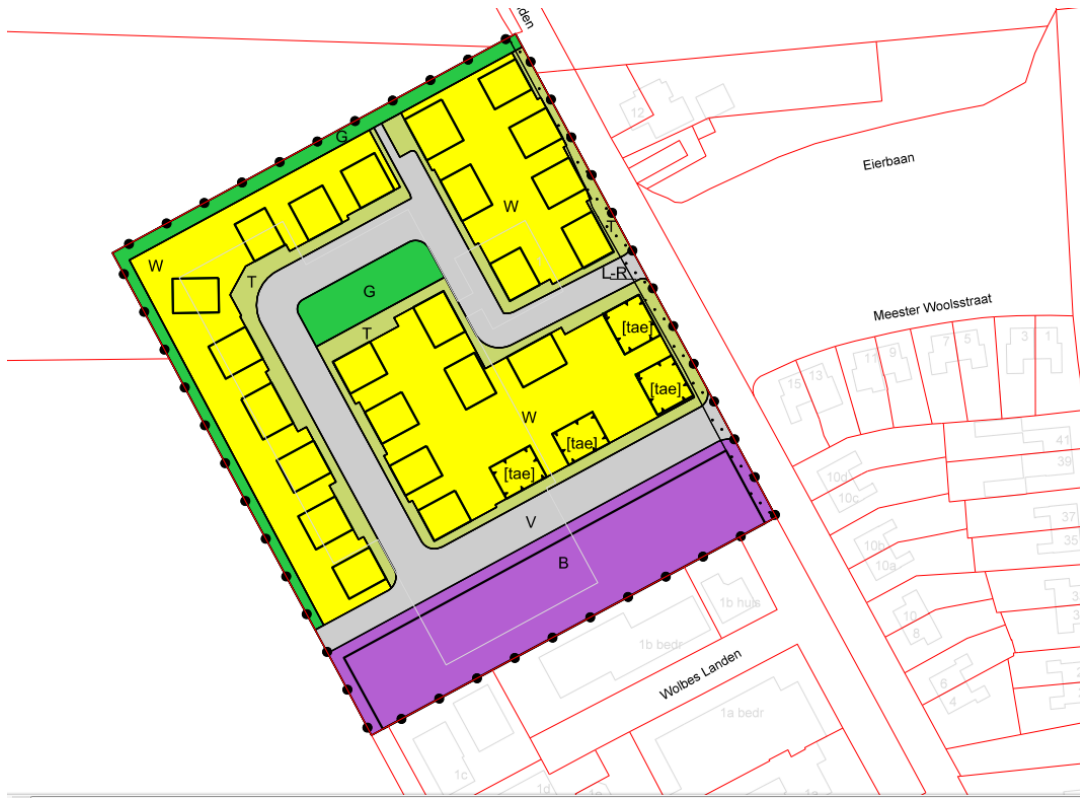 den
12
G
Eierbaan
W
T
W
L-R
T
G
Meester Woolsstraat
T
[tae]
[tae]
W
[tae]
[tae]
V
B
15
13
11
9
7
5
3
1
41
39
10d
10c
37
35
10b
10a
10
8
6
4
1b huis
1b bedr
Wolbes Landen
1a bedr
1c
1d